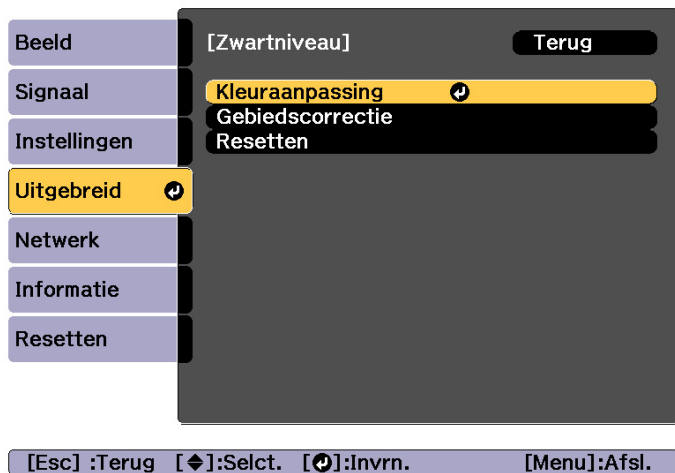 Beeld
Signaal
Instellingen
Uitgebreid
Netwerk
Informatie
Resetten
[Zwartniveau] Terug
Kleuraanpassing
Gebiedscorrectie
Resetten
[Esc] :Terug [◆]:Selct. [↵]:Invrn. [Menu]:Afsl.